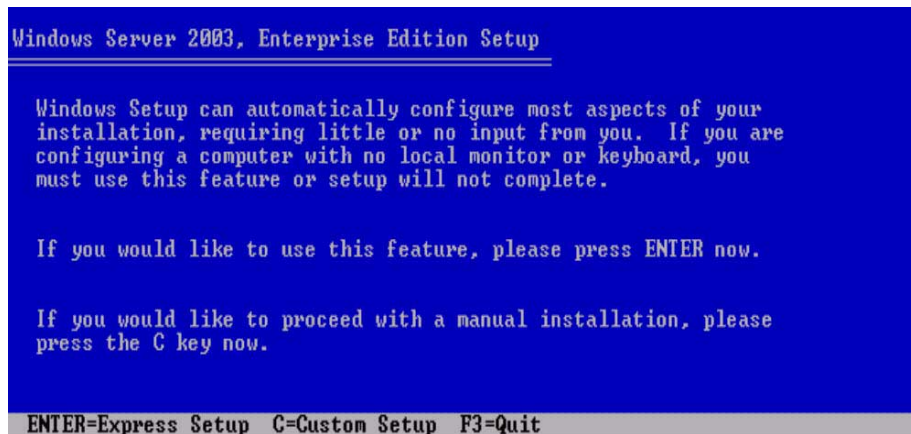 Windows Server 2003, Enterprise Edition Setup
Windows Setup can automatically configure most aspects of your
installation, requiring little or no input from you.  If you are
configuring a computer with no local monitor or keyboard, you
must use this feature or setup will not complete.
If you would like to use this feature, please press ENTER now.
If you would like to proceed with a manual installation, please
press the C key now.
ENTER=Express Setup  C=Custom Setup  F3=Quit